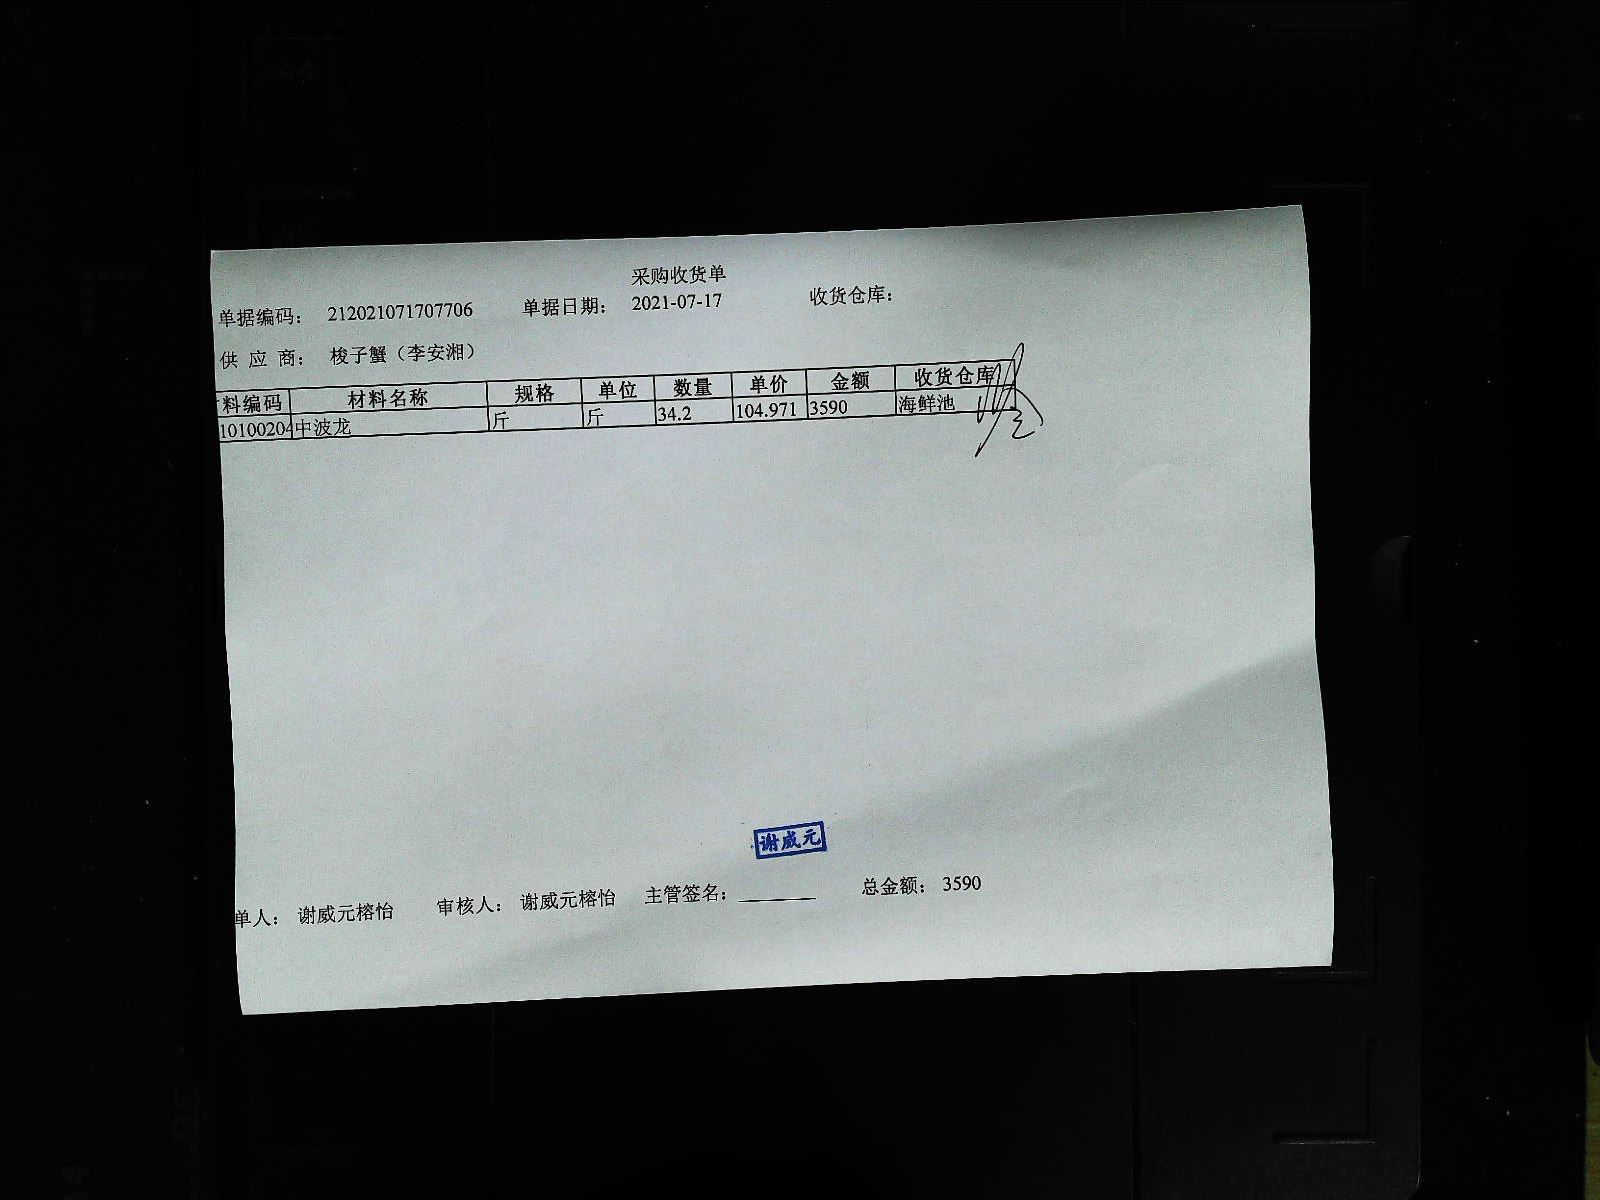 采购收货单
单据编码： 212021071707706 单据日期： 2021-07-17 收货仓库：
供 应 商： 梭子蟹（李安湘）
料编码 材料名称 规格 单位 数量 单价 金额 收货仓库
10100204 中波龙 斤 斤 34.2 104.971 3590 海鲜池
谢威元
单人： 谢威元榕怡 审核人： 谢威元榕怡 主管签名： 总金额： 3590